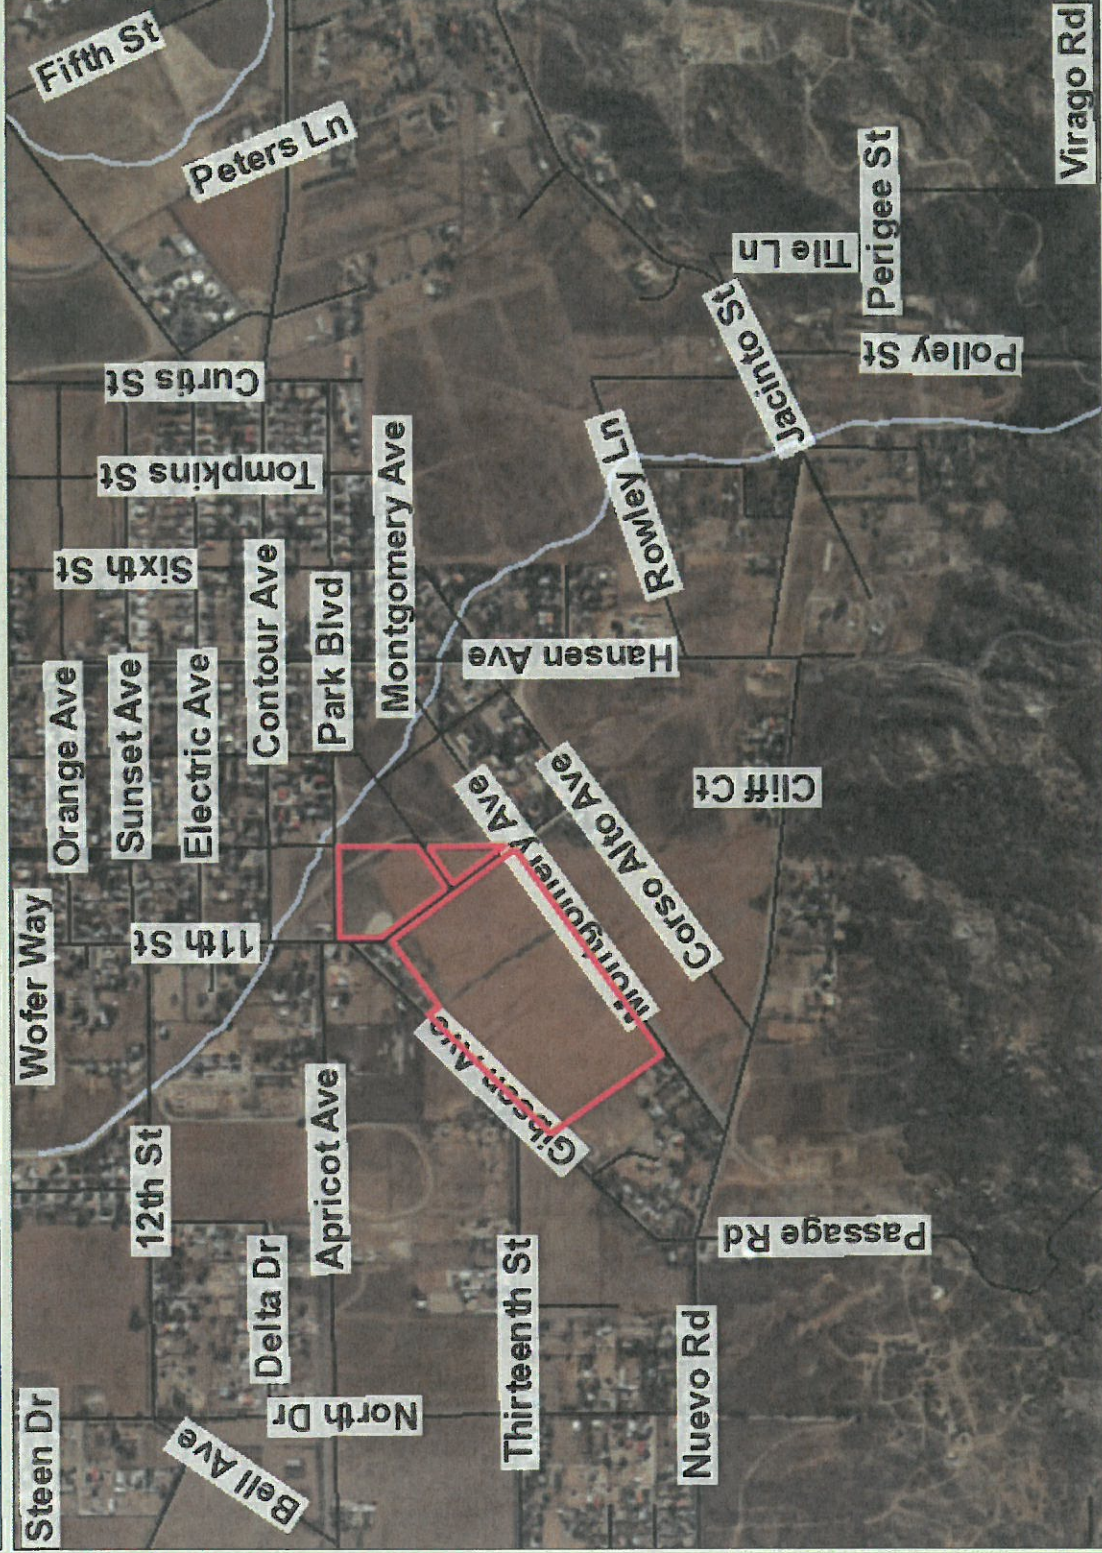 Fifth St
Peters Ln
Virago Rd
Perigee St
Tile Ln
Polley St
Jacinto St
Curtis St
Tompkins St
Montgomery Ave
Rowley Ln
Sixth St
Contour Ave
Park Blvd
Hansen Ave
Orange Ave
Sunset Ave
Electric Ave
Cliff Ct
Wofer Way
11th St
Montgomery Ave
Corso Alto Ave
Gibson Ave
12th St
Apricot Ave
Passage Rd
Delta Dr
Thirteenth St
Nuevo Rd
North Dr
Steen Dr
Bell Ave